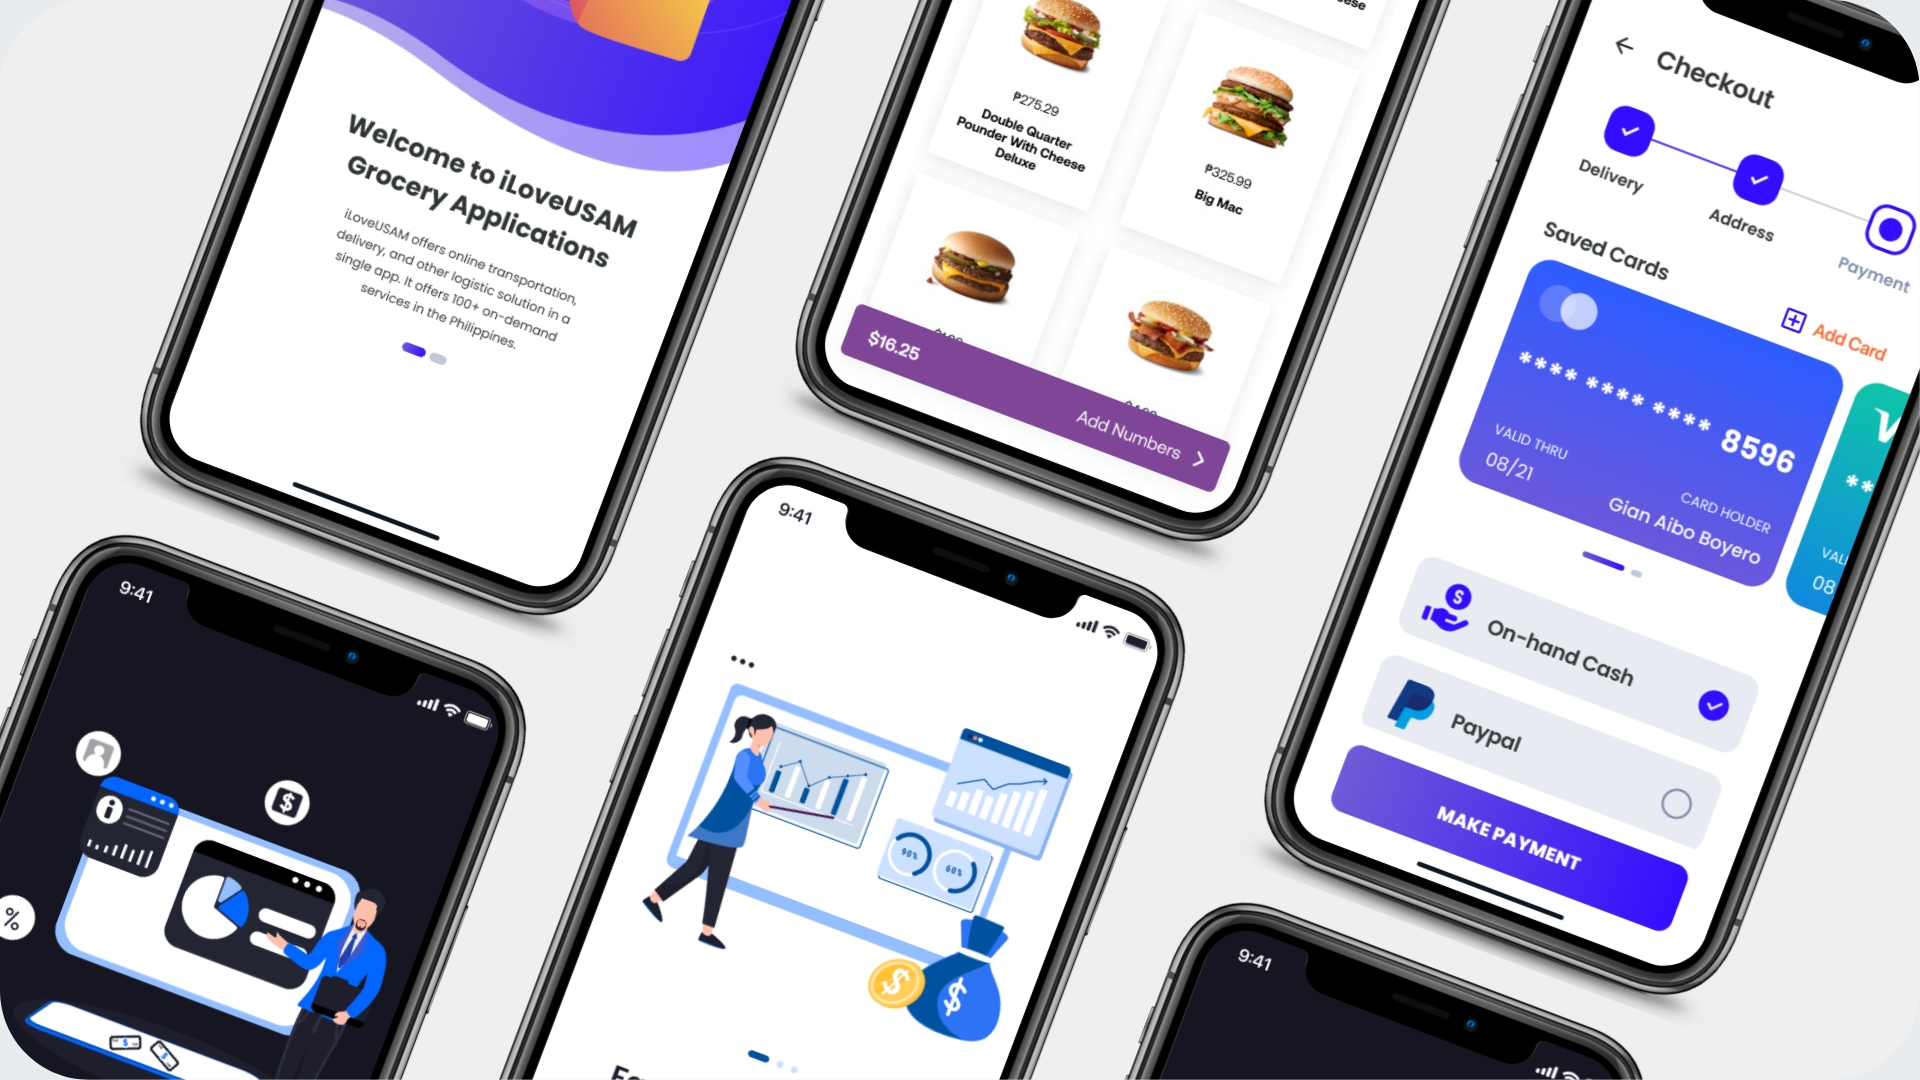 Welcome to iLoveUSAM
Grocery Applications
iLoveUSAM offers online transportation,
delivery, and other logistic solution in a
single app. It offers 100+ on-demand
services in the Philippines.
₱275.29
Double Quarter
Pounder With Cheese
Deluxe
₱325.99
Big Mac
$16.25
Add Numbers
Checkout
Delivery
Address
Payment
Saved Cards
Add Card
**** **** **** 8596
VALID THRU
08/21
CARD HOLDER
Gian Aibo Boyero
**
08
On-hand Cash
Paypal
MAKE PAYMENT
9:41
$
%
9:41
90%
60%
$
$
9:41